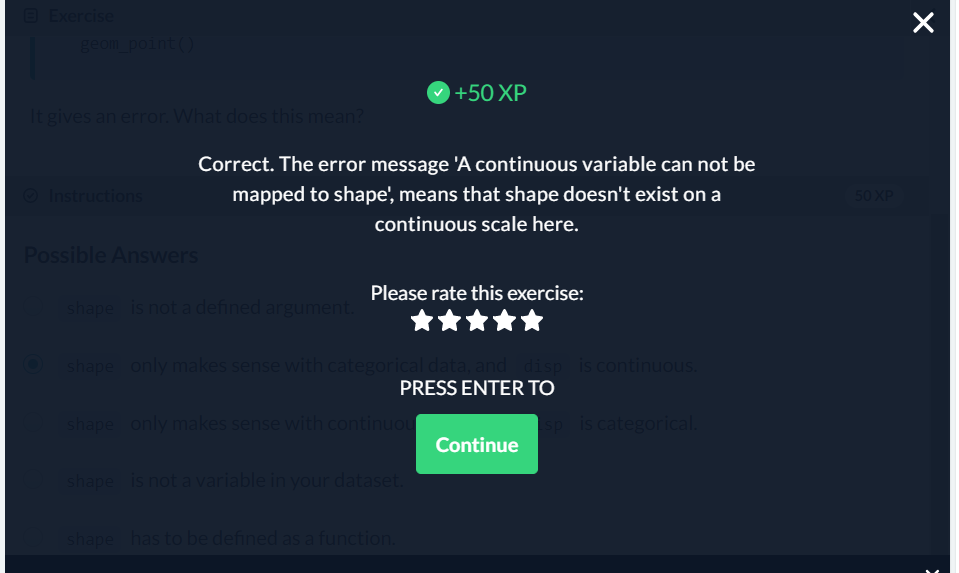 Exercise
geom_point()
+50 XP
It gives an error. What does this mean?
Correct. The error message 'A continuous variable can not be
mapped to shape', means that shape doesn't exist on a
continuous scale here.
Instructions
50 XP
Possible Answers
Please rate this exercise:
shape is not a defined argument.
shape only makes sense with categorical data, and disp is continuous.
PRESS ENTER TO
shape only makes sense with continuou sp is categorical.
Continue
shape is not a variable in your dataset.
shape has to be defined as a function.